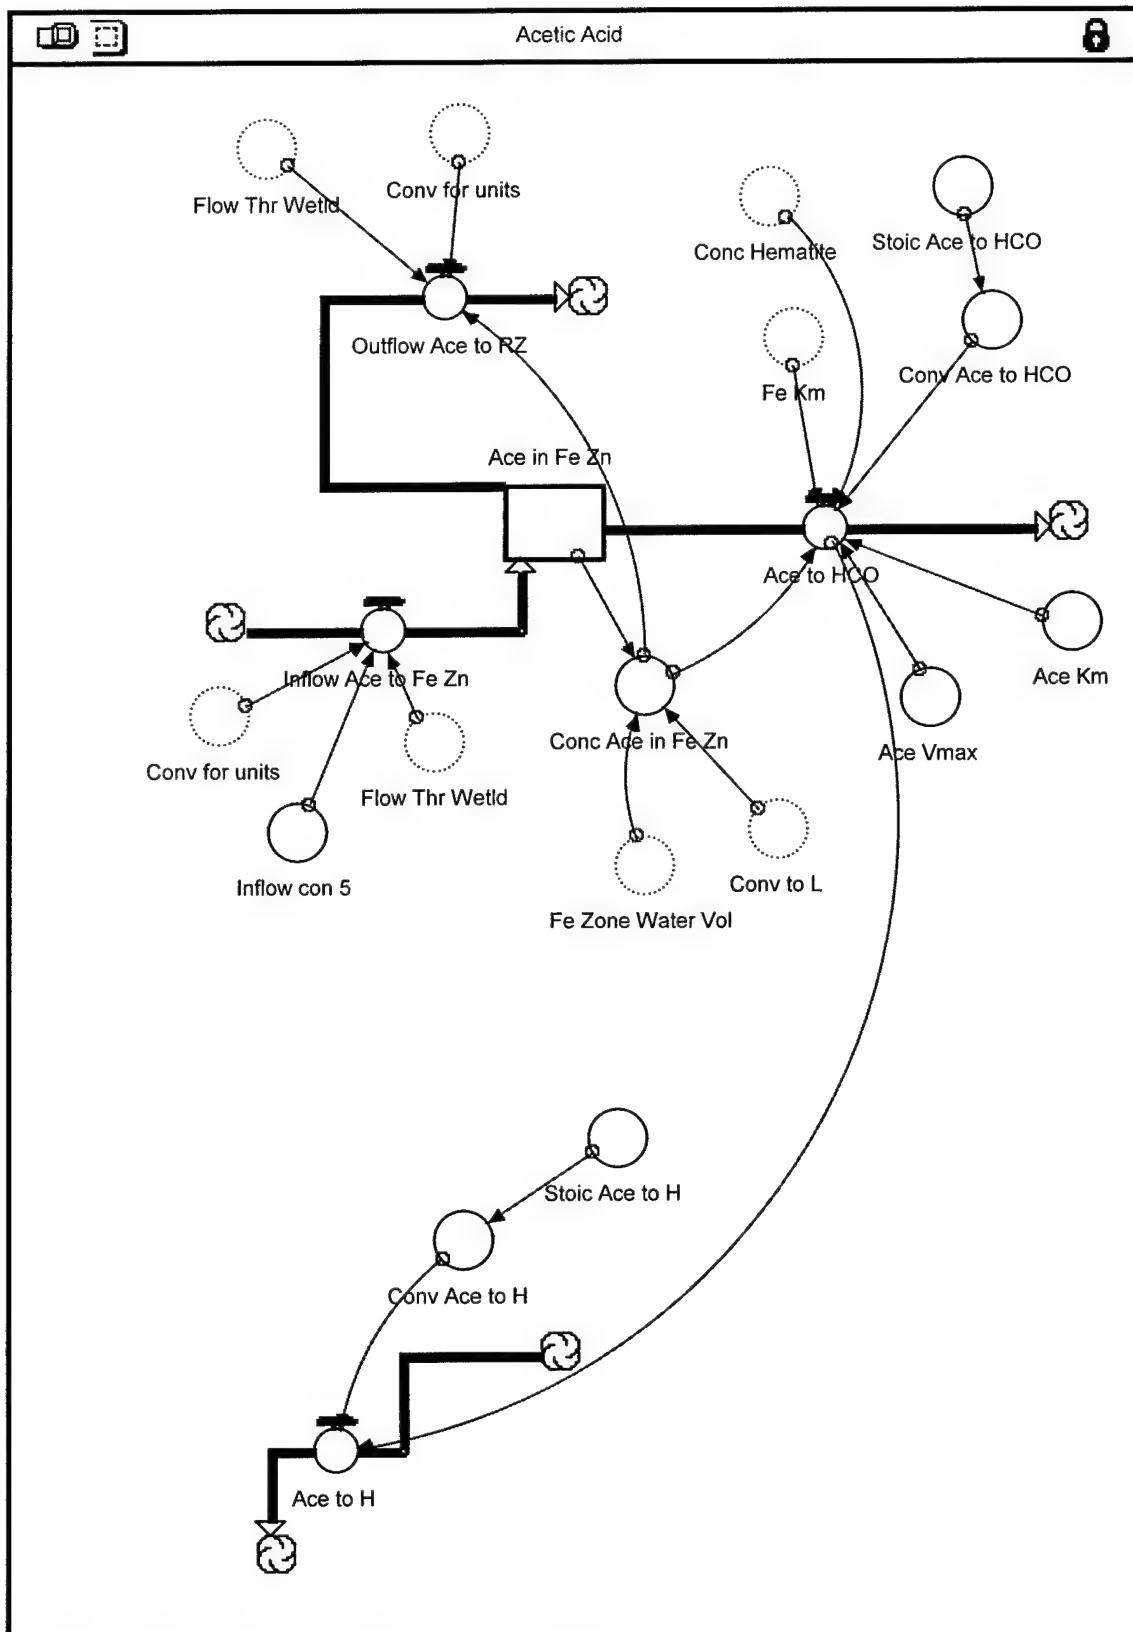 Acetic Acid
Flow Thr Wetld
Conv for units
Conc Hematite
Stoic Ace to HCO
Outflow Ace to RZ
Fe Km
Conv Ace to HCO
Ace in Fe Zn
Ace to HCO
Inflow Ace to Fe Zn
Ace Km
Conc Ace in Fe Zn
Ace Vmax
Conv for units
Flow Thr Wetld
Inflow con 5
Conv to L
Fe Zone Water Vol
Stoic Ace to H
Conv Ace to H
Ace to H